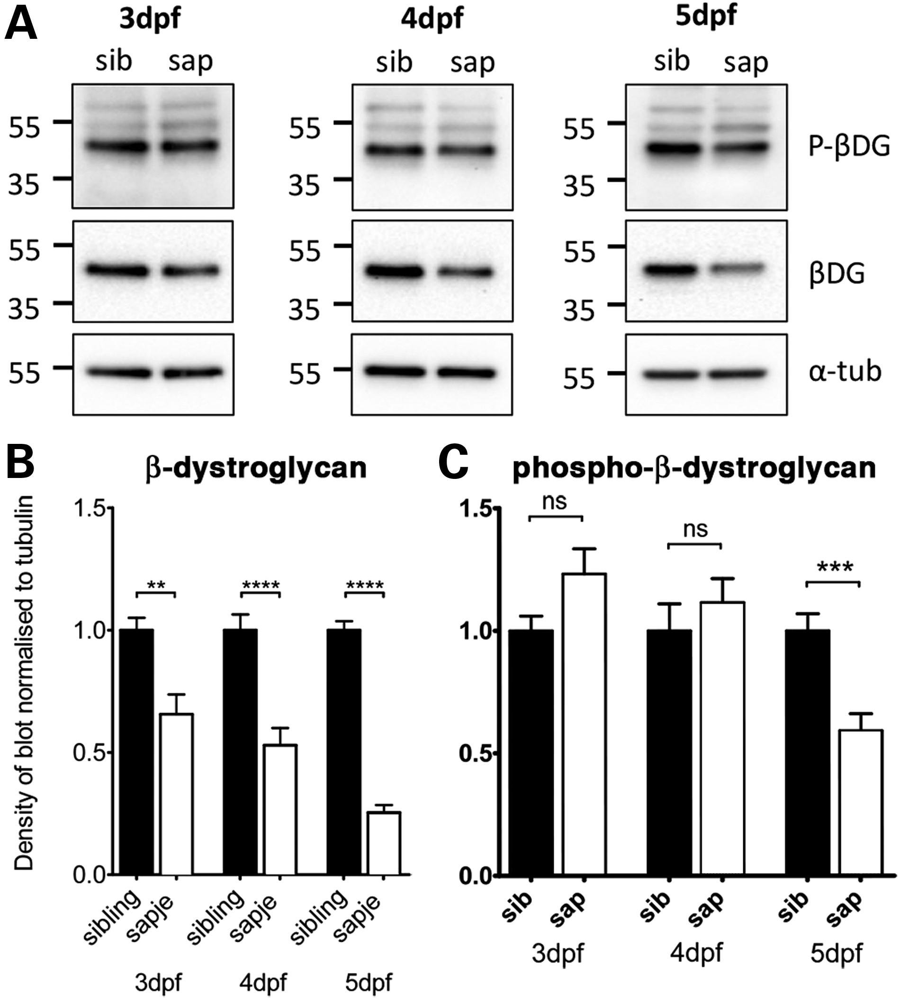 A
3dpf 4dpf 5dpf
sib sap sib sap sib sap
55 55 55 P-βDG
35 35 35
55 55 55 βDG
35 35 35
55 55 55 α-tub
B β-dystroglycan
Density of blot normalised to tubulin
1.5
** **** ****
1.0
0.5
0.0
sibling sapje sibling sapje sibling sapje
3dpf 4dpf 5dpf
C phospho-β-dystroglycan
1.5 ns
ns
***
1.0
0.5
0.0
sib sap sib sap sib sap
3dpf 4dpf 5dpf